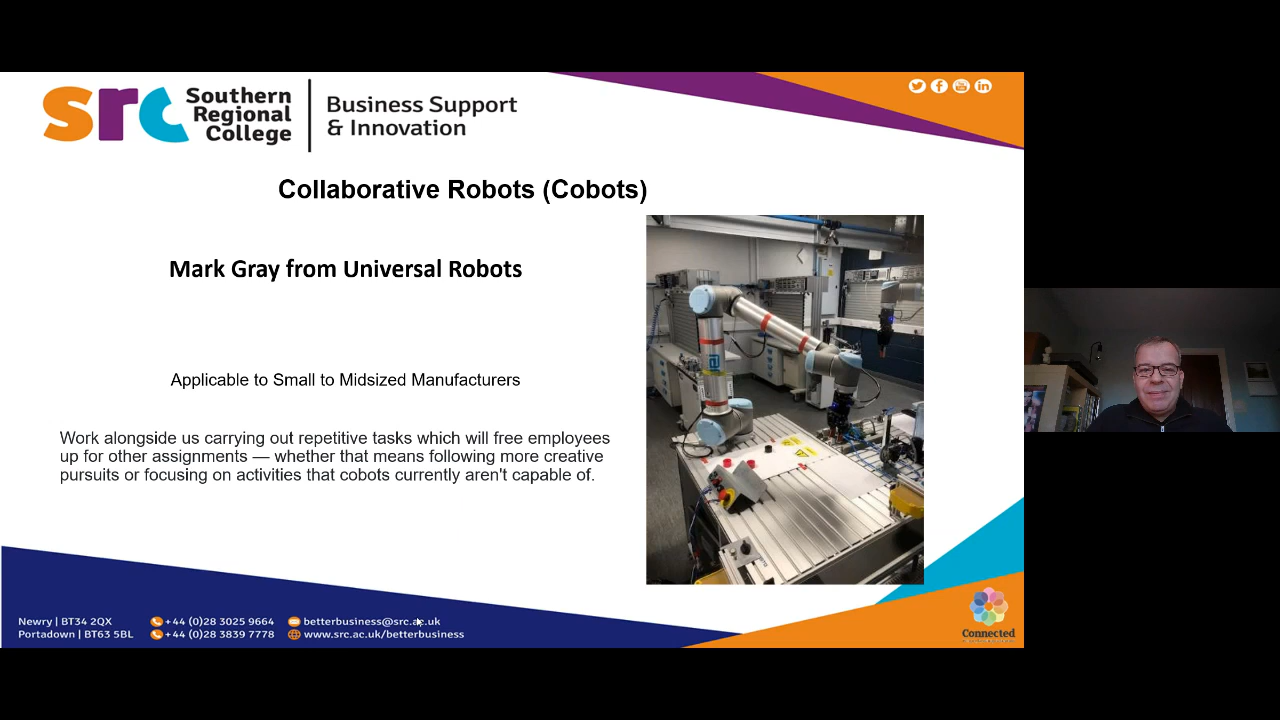 src Southern
Regional
College
Business Support
& Innovation
Collaborative Robots (Cobots)
Mark Gray from Universal Robots
Applicable to Small to Midsized Manufacturers
Work alongside us carrying out repetitive tasks which will free employees
up for other assignments — whether that means following more creative
pursuits or focusing on activities that cobots currently aren't capable of.
Newry | BT34 2QX
Portadown | BT63 5BL
+44 (0)28 3025 9664
+44 (0)28 3839 7778
betterbusiness@src.ac.uk
www.src.ac.uk/betterbusiness
Connected